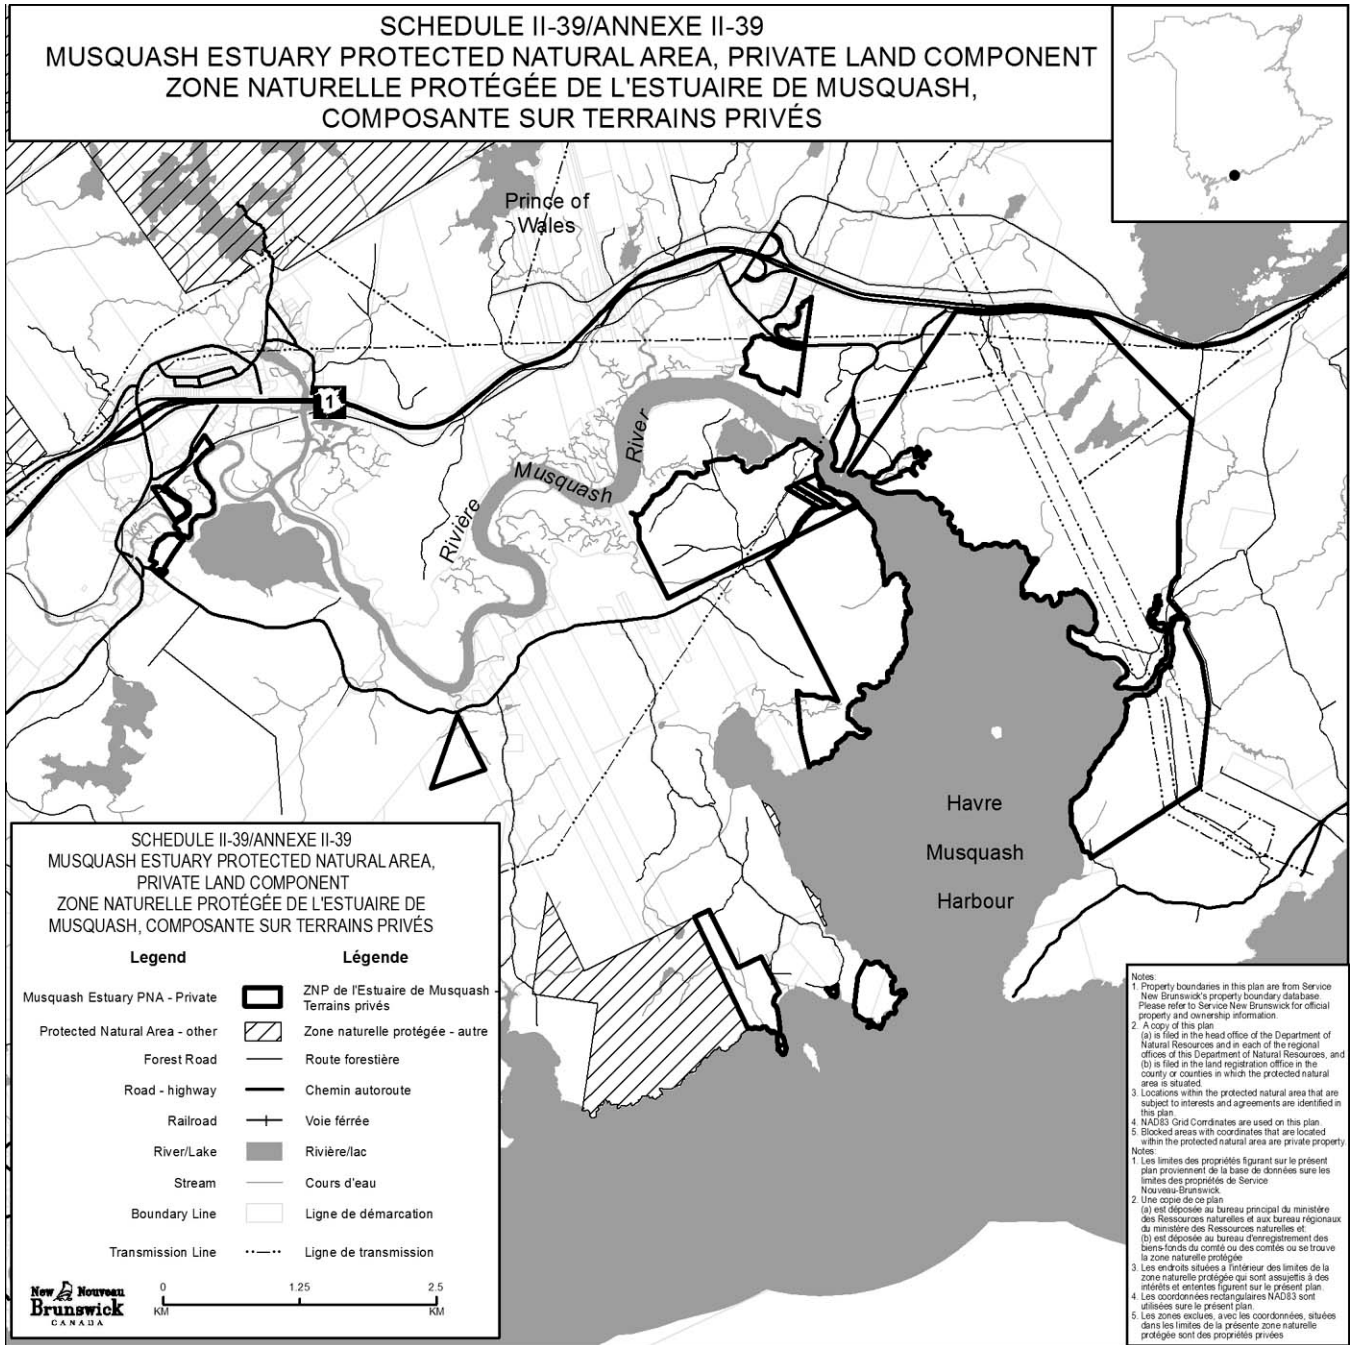 SCHEDULE II-39/ANNEXE II-39
MUSQUASH ESTUARY PROTECTED NATURAL AREA, PRIVATE LAND COMPONENT
ZONE NATURELLE PROTÉGÉE DE L'ESTUAIRE DE MUSQUASH,
COMPOSANTE SUR TERRAINS PRIVÉS
Prince of
Wales
1
Rivière Musquash River
Havre
Musquash
Harbour
SCHEDULE II-39/ANNEXE II-39
MUSQUASH ESTUARY PROTECTED NATURAL AREA,
PRIVATE LAND COMPONENT
ZONE NATURELLE PROTÉGÉE DE L'ESTUAIRE DE
MUSQUASH, COMPOSANTE SUR TERRAINS PRIVÉS
Legend Légende
Musquash Estuary PNA - Private ZNP de l'Estuaire de Musquash -
Terrains privés
Protected Natural Area - other Zone naturelle protégée - autre
Forest Road Route forestière
Road - highway Chemin autoroute
Railroad Voie férrée
River/Lake Rivière/lac
Stream Cours d'eau
Boundary Line Ligne de démarcation
Transmission Line Ligne de transmission
New Nouveau
Brunswick
CANADA
0 1.25 2.5
KM KM
Notes:
1. Property boundaries in this plan are from Service
New Brunswick's property boundary database.
Please refer to Service New Brunswick for official
property and ownership information.
2. A copy of this plan
(a) is filed in the head office of the Department of
Natural Resources and in each of the regional
offices of this Department of Natural Resources, and
(b) is filed in the land registration offfice in the
county or counties in which the protected natural
area is situated.
3. Locations within the protected natural area that are
subject to interests and agreements are identified in
this plan.
4. NAD83 Grid Corrdinates are used on this plan.
5. Blocked areas with coordinates that are located
within the protected natural area are private property
Notes:
1. Les limites des propriétés figurant sur le présent
plan proviennent de la base de données sure les
limites des propriétés de Service
Nouveau-Brunswick.
2. Une copie de ce plan
(a) est déposée au bureau principal du ministère
des Ressources naturelles et aux bureau régionaux
du ministère des Ressources naturelles et:
(b) est déposée au bureau d'enregistrement des
biens-fonds du comté ou des comtés ou se trouve
la zone naturelle protégée
3. Les endroits situées a l'intérieur des limites de la
zone naturelle protégée qui sont assujettis à des
intérêts et ententes figurent sur le présent plan.
4. Les coordonnées rectangulaires NAD83 sont
utilisées sure le présent plan.
5. Les zones exclues, avec les coordonnées, situées
dans les limites de la présente zone naturelle
protégée sont des propriétés privées